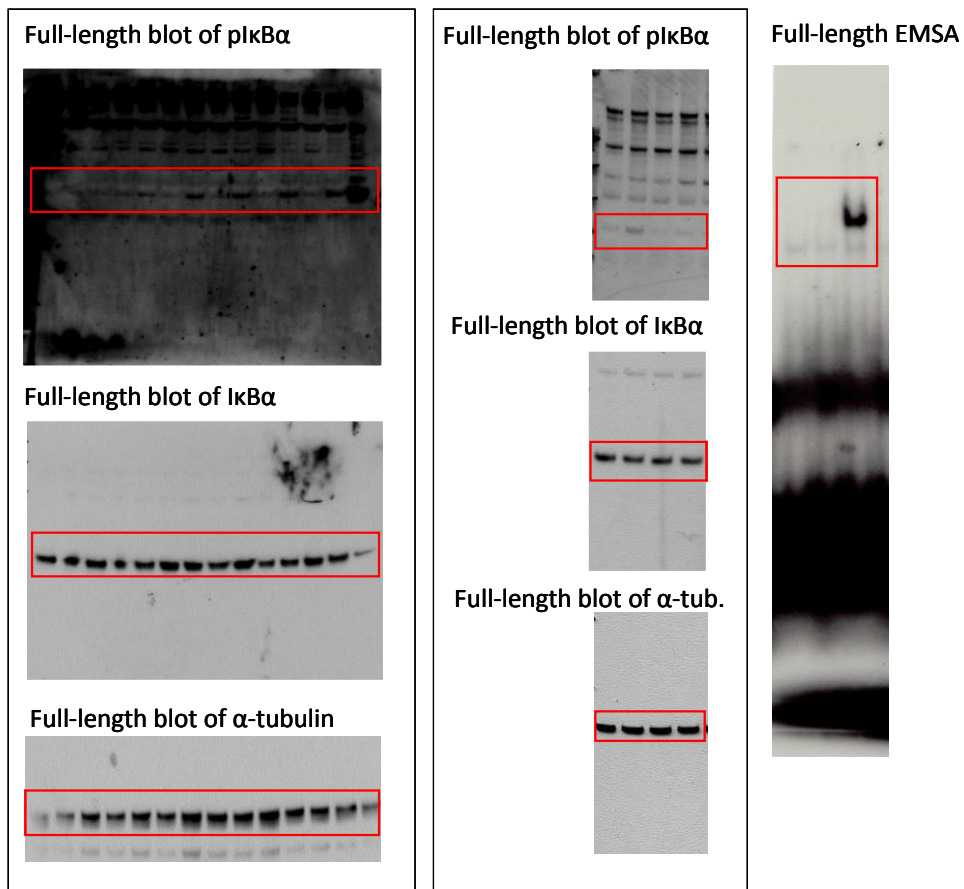 Full-length blot of pIκBα
Full-length blot of IκBα
Full-length blot of α-tubulin
Full-length blot of pIκBα
Full-length blot of IκBα
Full-length blot of α-tub.
Full-length EMSA